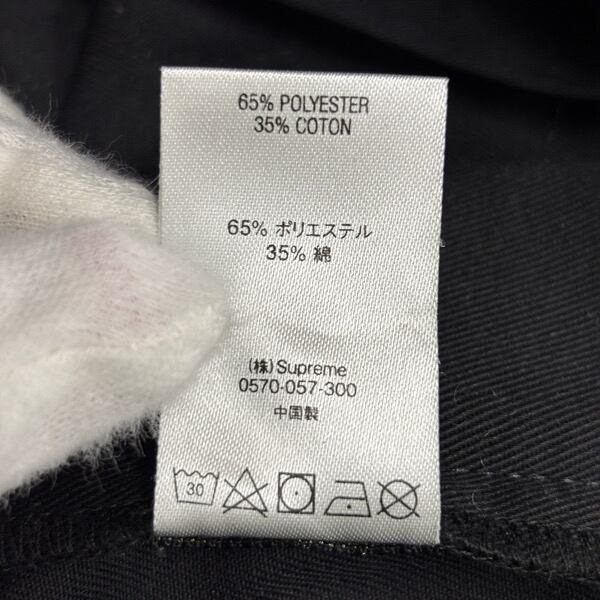 65% POLYESTER
35% COTON
65% ポリエステル
35% 綿
(株) Supreme
0570-057-300
中国製
30